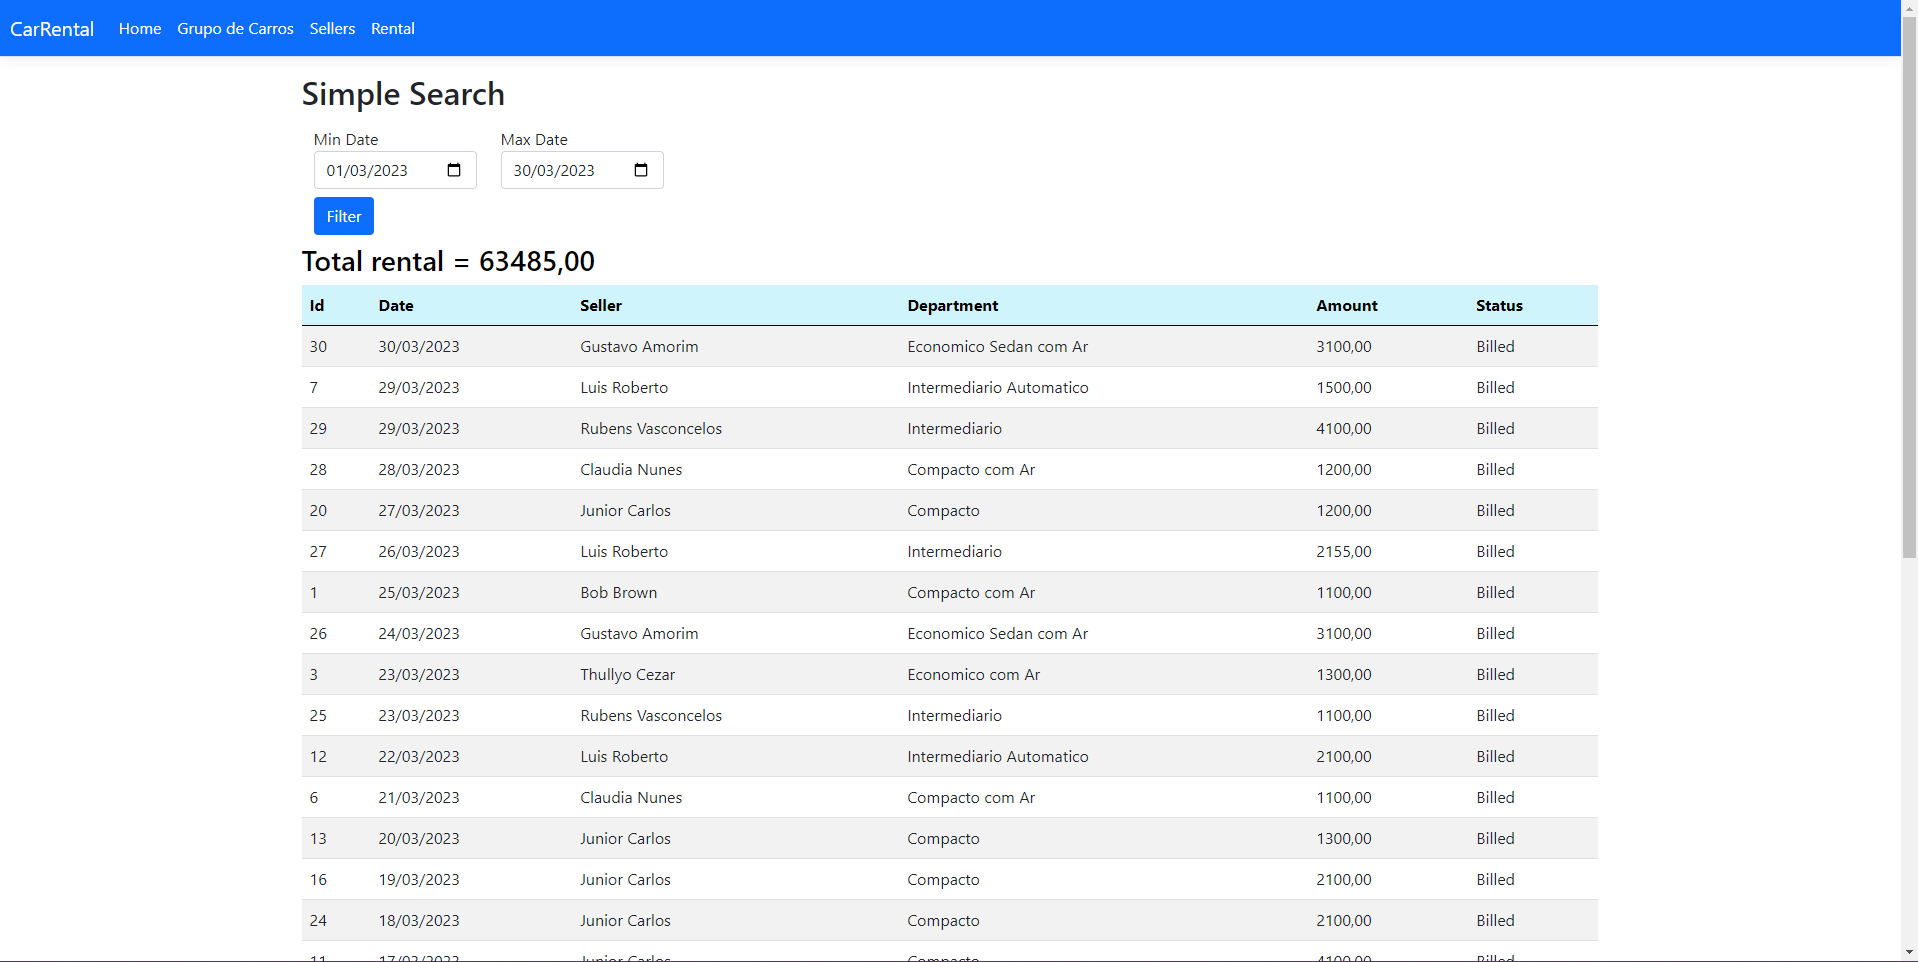 CarRental Home Grupo de Carros Sellers Rental
Simple Search
Min Date Max Date
01/03/2023 30/03/2023
Filter
Total rental = 63485,00
Id Date Seller Department Amount Status
30 30/03/2023 Gustavo Amorim Economico Sedan com Ar 3100,00 Billed
7 29/03/2023 Luis Roberto Intermediario Automatico 1500,00 Billed
29 29/03/2023 Rubens Vasconcelos Intermediario 4100,00 Billed
28 28/03/2023 Claudia Nunes Compacto com Ar 1200,00 Billed
20 27/03/2023 Junior Carlos Compacto 1200,00 Billed
27 26/03/2023 Luis Roberto Intermediario 2155,00 Billed
1 25/03/2023 Bob Brown Compacto com Ar 1100,00 Billed
26 24/03/2023 Gustavo Amorim Economico Sedan com Ar 3100,00 Billed
3 23/03/2023 Thullyo Cezar Economico com Ar 1300,00 Billed
25 23/03/2023 Rubens Vasconcelos Intermediario 1100,00 Billed
12 22/03/2023 Luis Roberto Intermediario Automatico 2100,00 Billed
6 21/03/2023 Claudia Nunes Compacto com Ar 1100,00 Billed
13 20/03/2023 Junior Carlos Compacto 1300,00 Billed
16 19/03/2023 Junior Carlos Compacto 2100,00 Billed
24 18/03/2023 Junior Carlos Compacto 2100,00 Billed
11 17/03/2023 Junior Carlos Compacto 4100,00 Billed